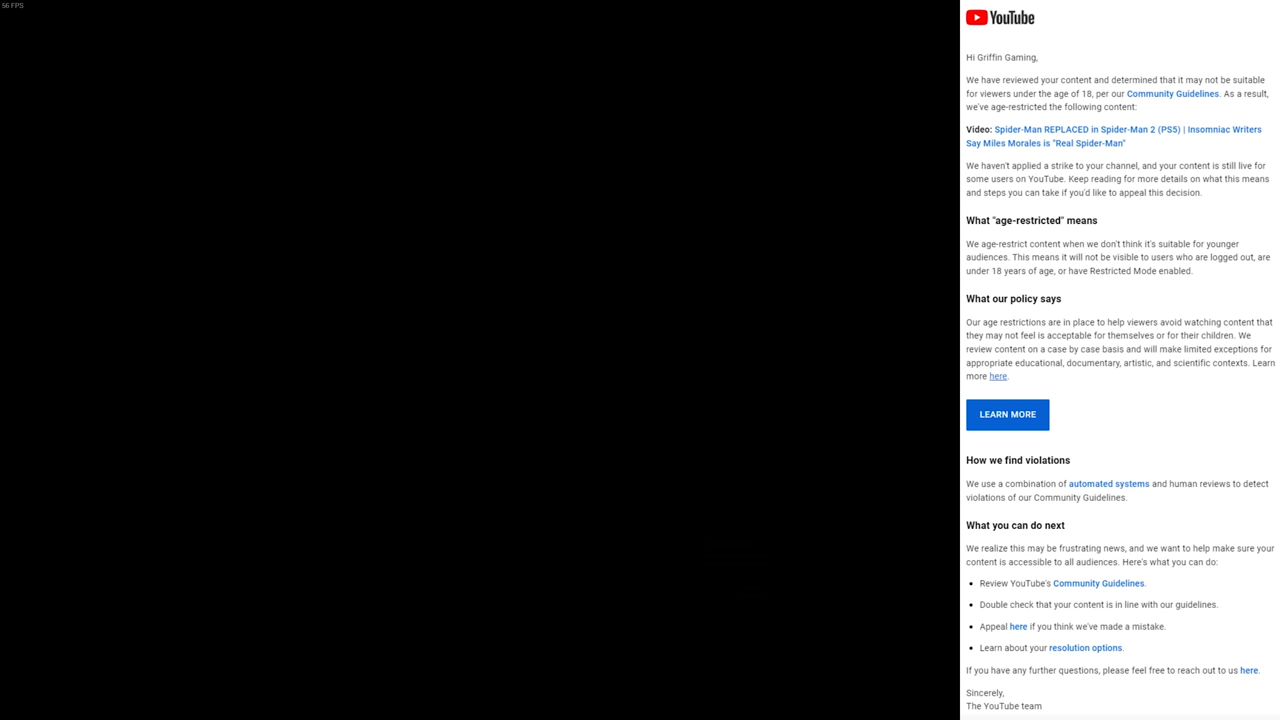 56 FPS
YouTube
Hi Griffin Gaming,
We have reviewed your content and determined that it may not be suitable
for viewers under the age of 18, per our Community Guidelines. As a result,
we've age-restricted the following content:
Video: Spider-Man REPLACED in Spider-Man 2 (PS5) | Insomniac Writers
Say Miles Morales is "Real Spider-Man"
We haven't applied a strike to your channel, and your content is still live for
some users on YouTube. Keep reading for more details on what this means
and steps you can take if you'd like to appeal this decision.
What "age-restricted" means
We age-restrict content when we don't think it's suitable for younger
audiences. This means it will not be visible to users who are logged out, are
under 18 years of age, or have Restricted Mode enabled.
What our policy says
Our age restrictions are in place to help viewers avoid watching content that
they may not feel is acceptable for themselves or for their children. We
review content on a case by case basis and will make limited exceptions for
appropriate educational, documentary, artistic, and scientific contexts. Learn
more here.
LEARN MORE
How we find violations
We use a combination of automated systems and human reviews to detect
violations of our Community Guidelines.
What you can do next
We realize this may be frustrating news, and we want to help make sure your
content is accessible to all audiences. Here's what you can do:
• Review YouTube's Community Guidelines.
• Double check that your content is in line with our guidelines.
• Appeal here if you think we've made a mistake.
• Learn about your resolution options.
If you have any further questions, please feel free to reach out to us here.
Sincerely,
The YouTube team